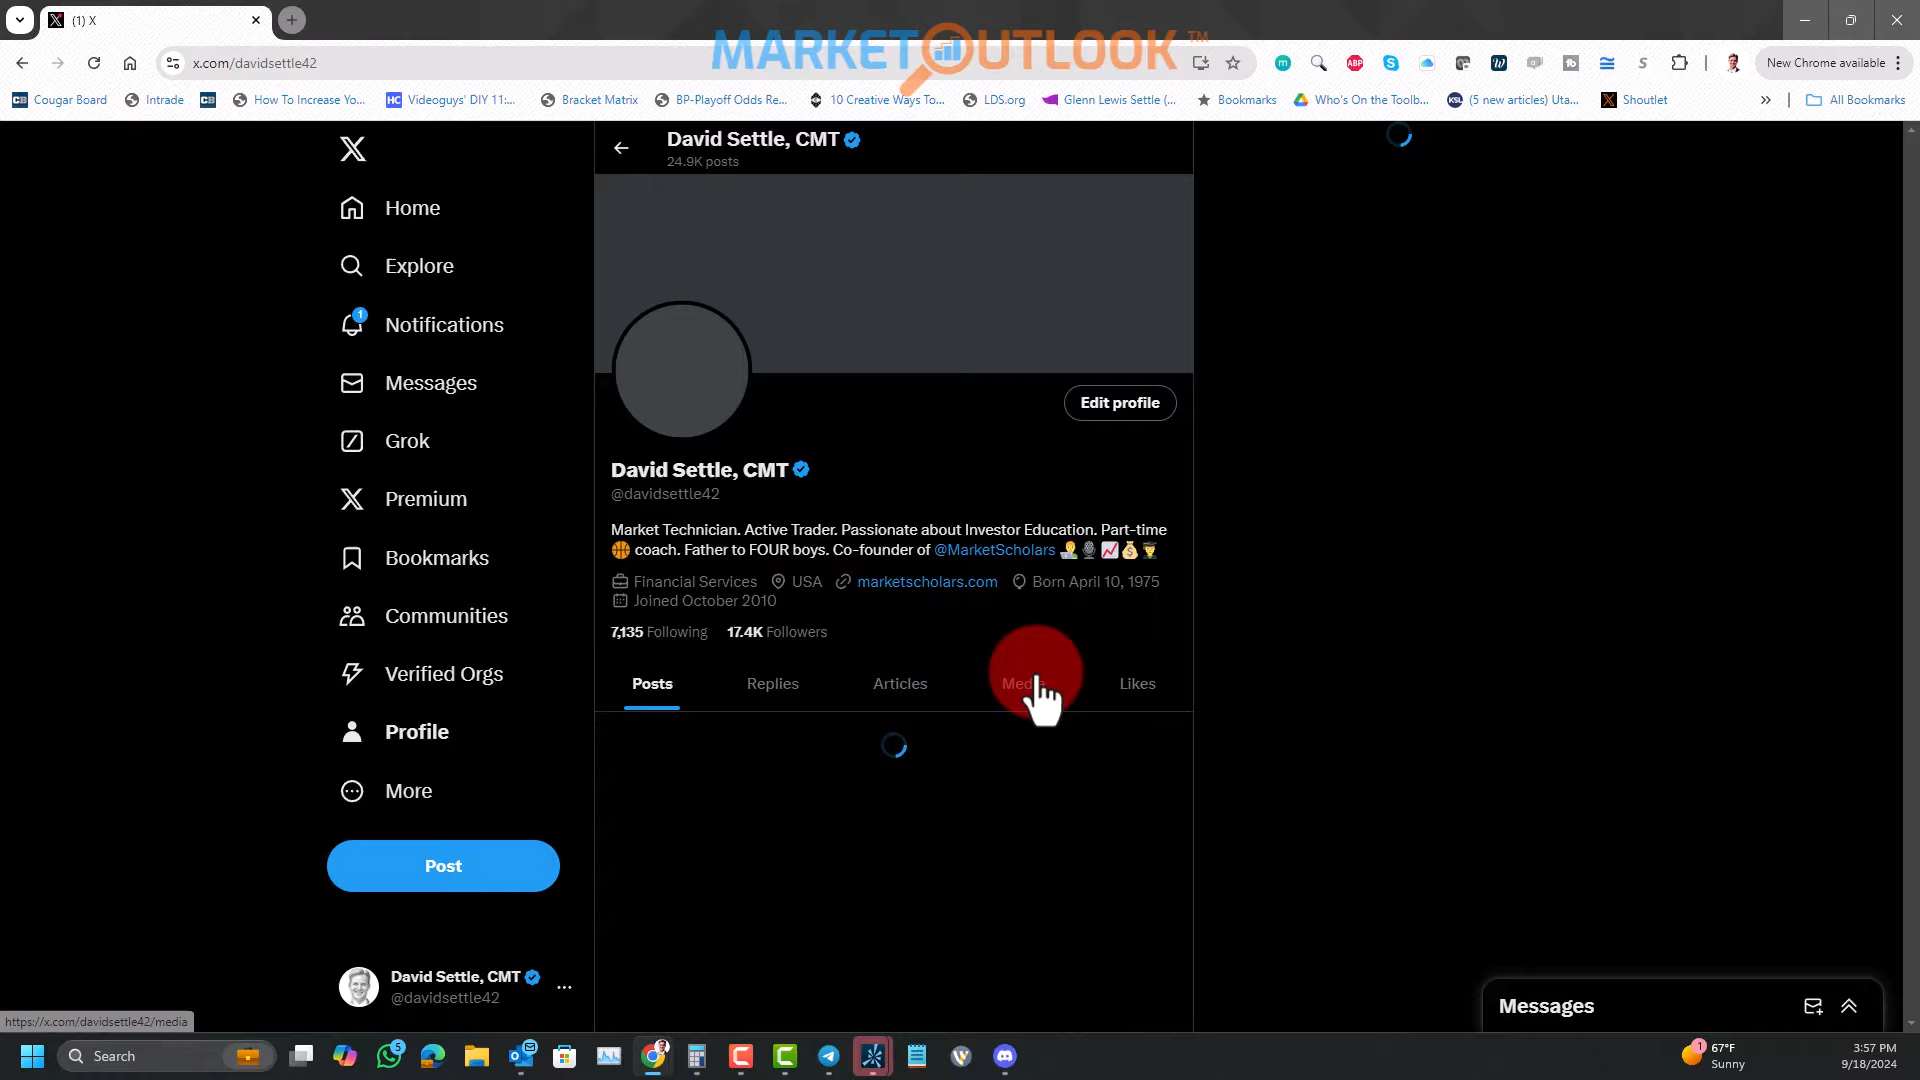 (1) X
MARKETOUTLOOK™
x.com/davidsettle42
New Chrome available
Cougar Board
Intrade
How To Increase Yo...
Videoguys' DIY 11:...
Bracket Matrix
BP-Playoff Odds Re...
10 Creative Ways To...
LDS.org
Glenn Lewis Settle (...
Bookmarks
Who's On the Toolb...
(5 new articles) Uta...
Shoutlet
All Bookmarks
David Settle, CMT
24.9K posts
Home
Explore
1
Notifications
Messages
Grok
Premium
Bookmarks
Communities
Verified Orgs
Profile
More
Post
David Settle, CMT
@davidsettle42
Edit profile
David Settle, CMT
@davidsettle42
Market Technician. Active Trader. Passionate about Investor Education. Part-time
🏀 coach. Father to FOUR boys. Co-founder of @MarketScholars 👨‍💻🎙📈💰👨‍🎓
Financial Services USA marketscholars.com Born April 10, 1975
Joined October 2010
7,135 Following 17.4K Followers
Posts Replies Articles Media Likes
Messages
https://x.com/davidsettle42/media
Search
5
1
67°F
Sunny
3:57 PM
9/18/2024